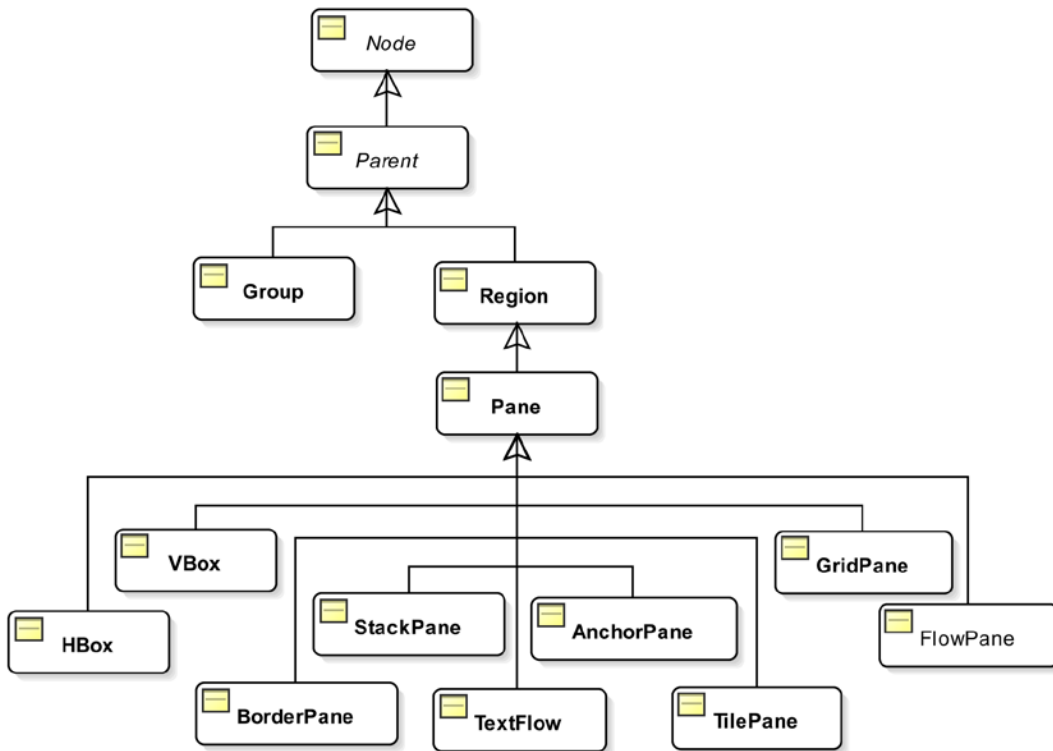 Node
Parent
Group
Region
Pane
VBox
GridPane
StackPane
AnchorPane
HBox
FlowPane
BorderPane
TextFlow
TilePane